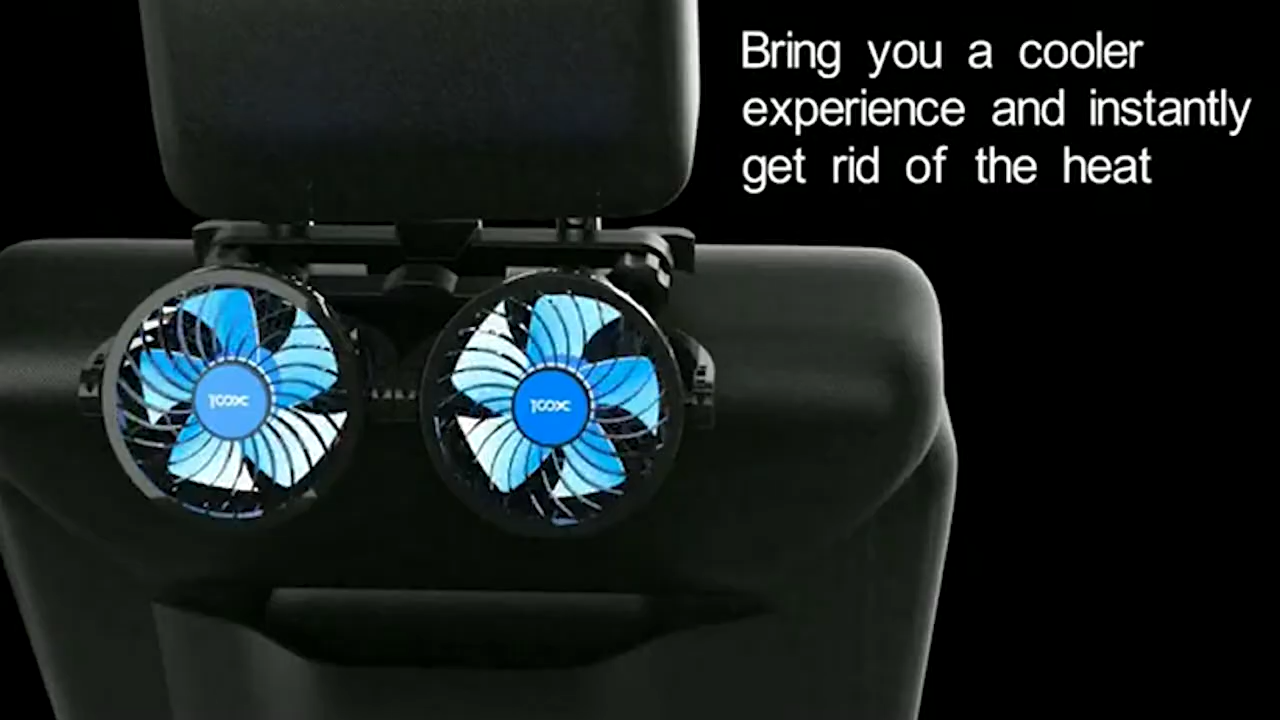 Bring you a cooler
experience and instantly
get rid of the heat